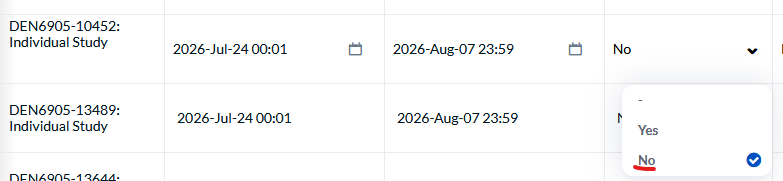 DEN6905-10452:
Individual Study
2026-Jul-24 00:01
2026-Aug-07 23:59
No
DEN6905-13489:
Individual Study
2026-Jul-24 00:01
2026-Aug-07 23:59
-
Yes
No
DEN6905-13644: